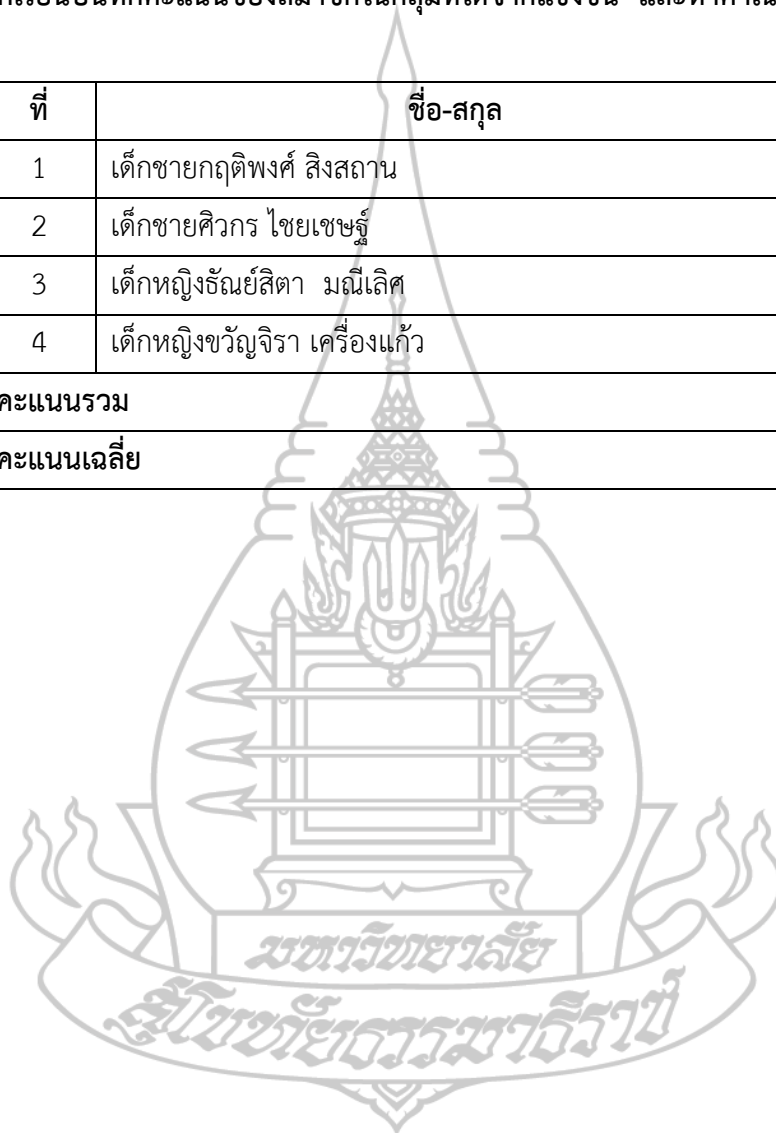 ที่ ชื่อ-สกุล
1 เด็กชายกฤติพงศ์ สิงสถาน
2 เด็กชายศิวกร ไชยเชษฐ์
3 เด็กหญิงธัณย์สิตา มณีเลิศ
4 เด็กหญิงขวัญจิรา เครื่องแก้ว
คะแนนรวม
คะแนนเฉลี่ย
มหาวิทยาลัย
สุโขทัยธรรมาธิราช